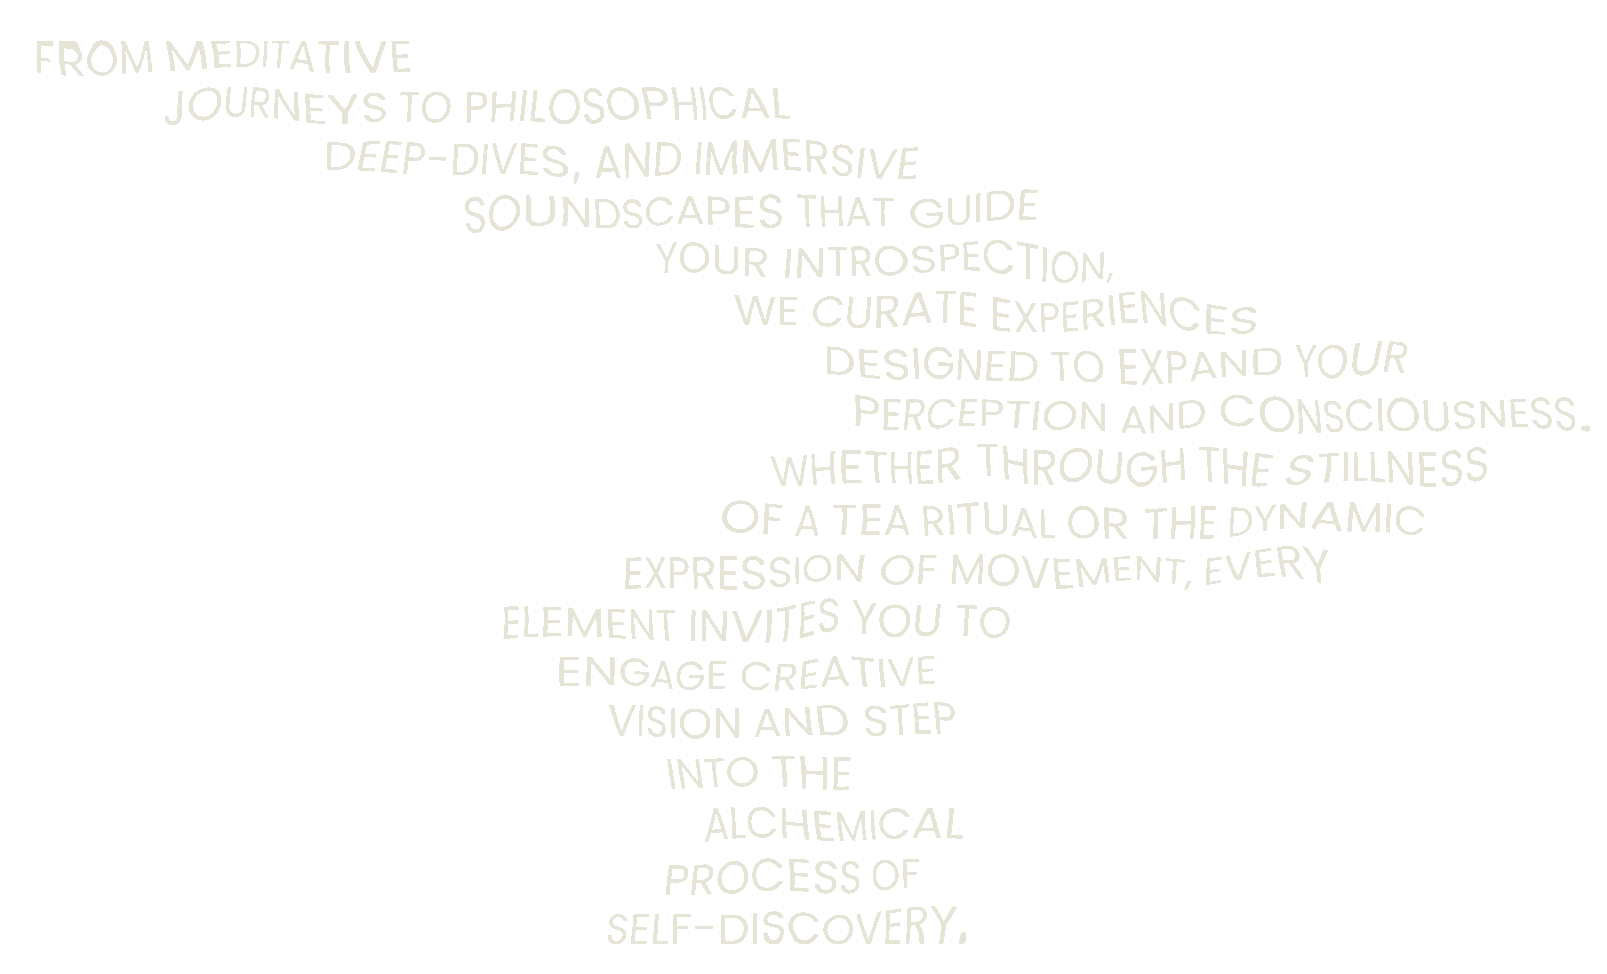 FROM MEDITATIVE
JOURNEYS TO PHILOSOPHICAL
DEEP-DIVES, AND IMMERSIVE
SOUNDSCAPES THAT GUIDE
YOUR INTROSPECTION,
WE CURATE EXPERIENCES
DESIGNED TO EXPAND YOUR
PERCEPTION AND CONSCIOUSNESS.
WHETHER THROUGH THE STILLNESS
OF A TEA RITUAL OR THE DYNAMIC
EXPRESSION OF MOVEMENT, EVERY
ELEMENT INVITES YOU TO
ENGAGE CREATIVE
VISION AND STEP
INTO THE
ALCHEMICAL
PROCESS OF
SELF-DISCOVERY.